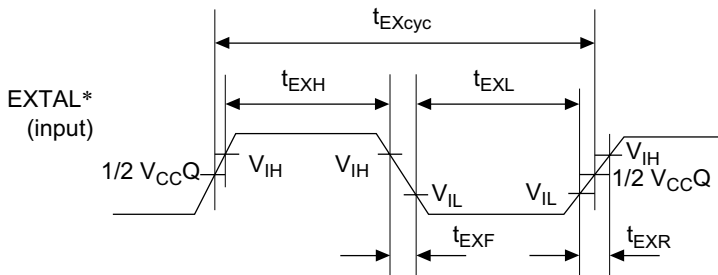 tEXcyc
tEXH
tEXL
EXTAL*
(input)
1/2 VCCQ
VIH
VIH
VIL
VIL
VIH
1/2 VCCQ
tEXF
tEXR